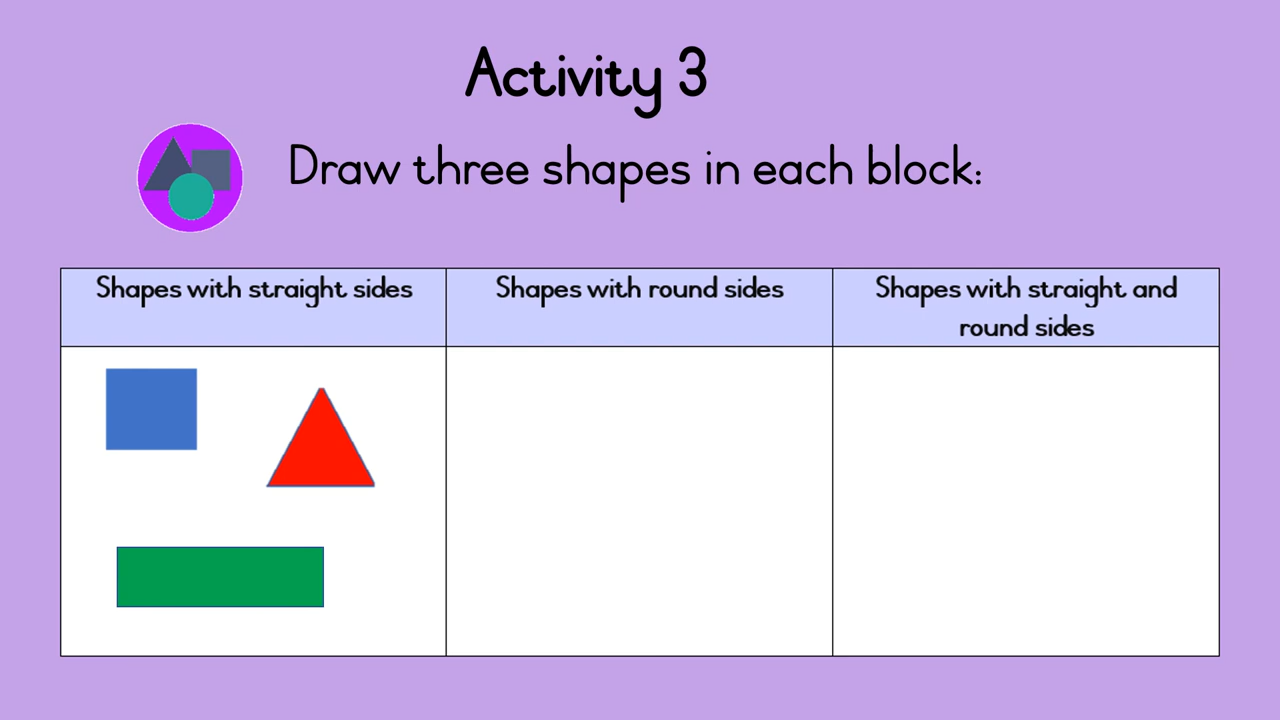 Activity 3
Draw three shapes in each block:
Shapes with straight sides
Shapes with round sides
Shapes with straight and
round sides